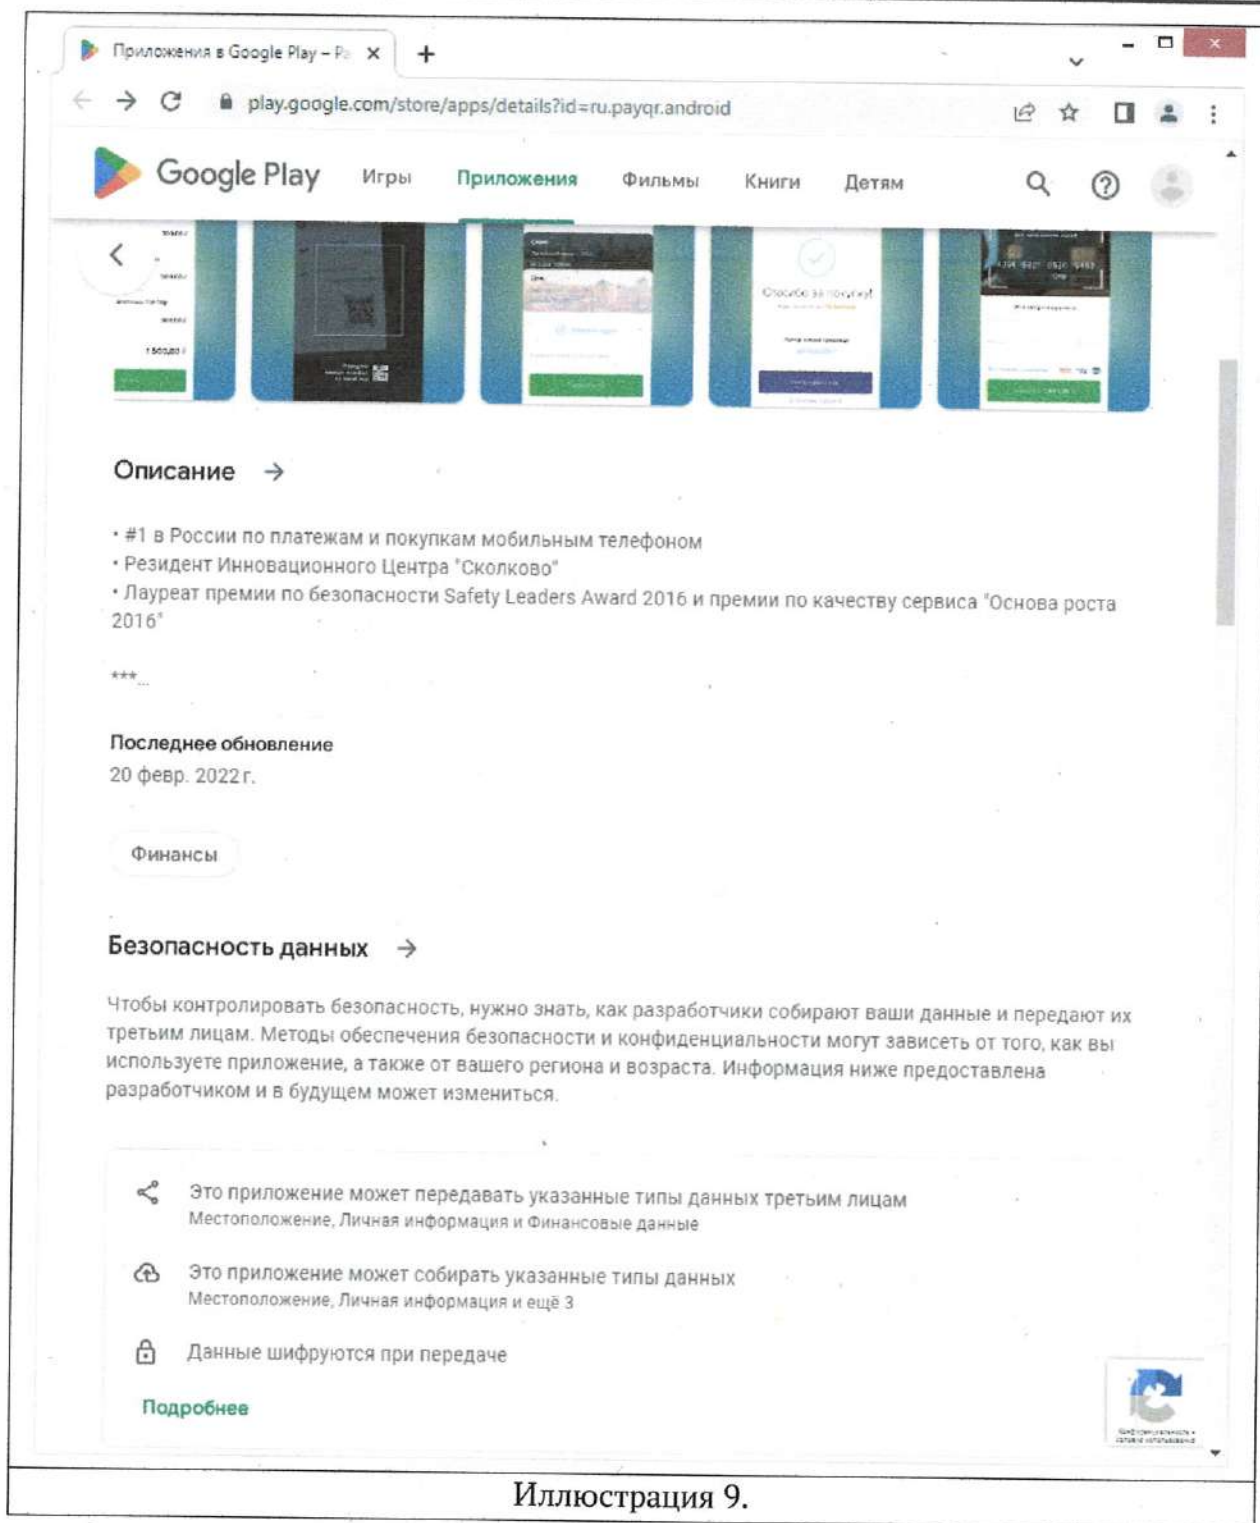 Приложения в Google Play – Pa
play.google.com/store/apps/details?id=ru.payqr.android
Google Play Игры Приложения Фильмы Книги Детям
Спасибо за покупку!
Описание
• #1 в России по платежам и покупкам мобильным телефоном
• Резидент Инновационного Центра "Сколково"
• Лауреат премии по безопасности Safety Leaders Award 2016 и премии по качеству сервиса "Основа роста
2016"
***...
Последнее обновление
20 февр. 2022 г.
Финансы
Безопасность данных
Чтобы контролировать безопасность, нужно знать, как разработчики собирают ваши данные и передают их
третьим лицам. Методы обеспечения безопасности и конфиденциальности могут зависеть от того, как вы
используете приложение, а также от вашего региона и возраста. Информация ниже предоставлена
разработчиком и в будущем может измениться.
Это приложение может передавать указанные типы данных третьим лицам
Местоположение, Личная информация и Финансовые данные
Это приложение может собирать указанные типы данных
Местоположение, Личная информация и ещё 3
Данные шифруются при передаче
Подробнее
Конфиденциальность •
Условия использования
Иллюстрация 9.